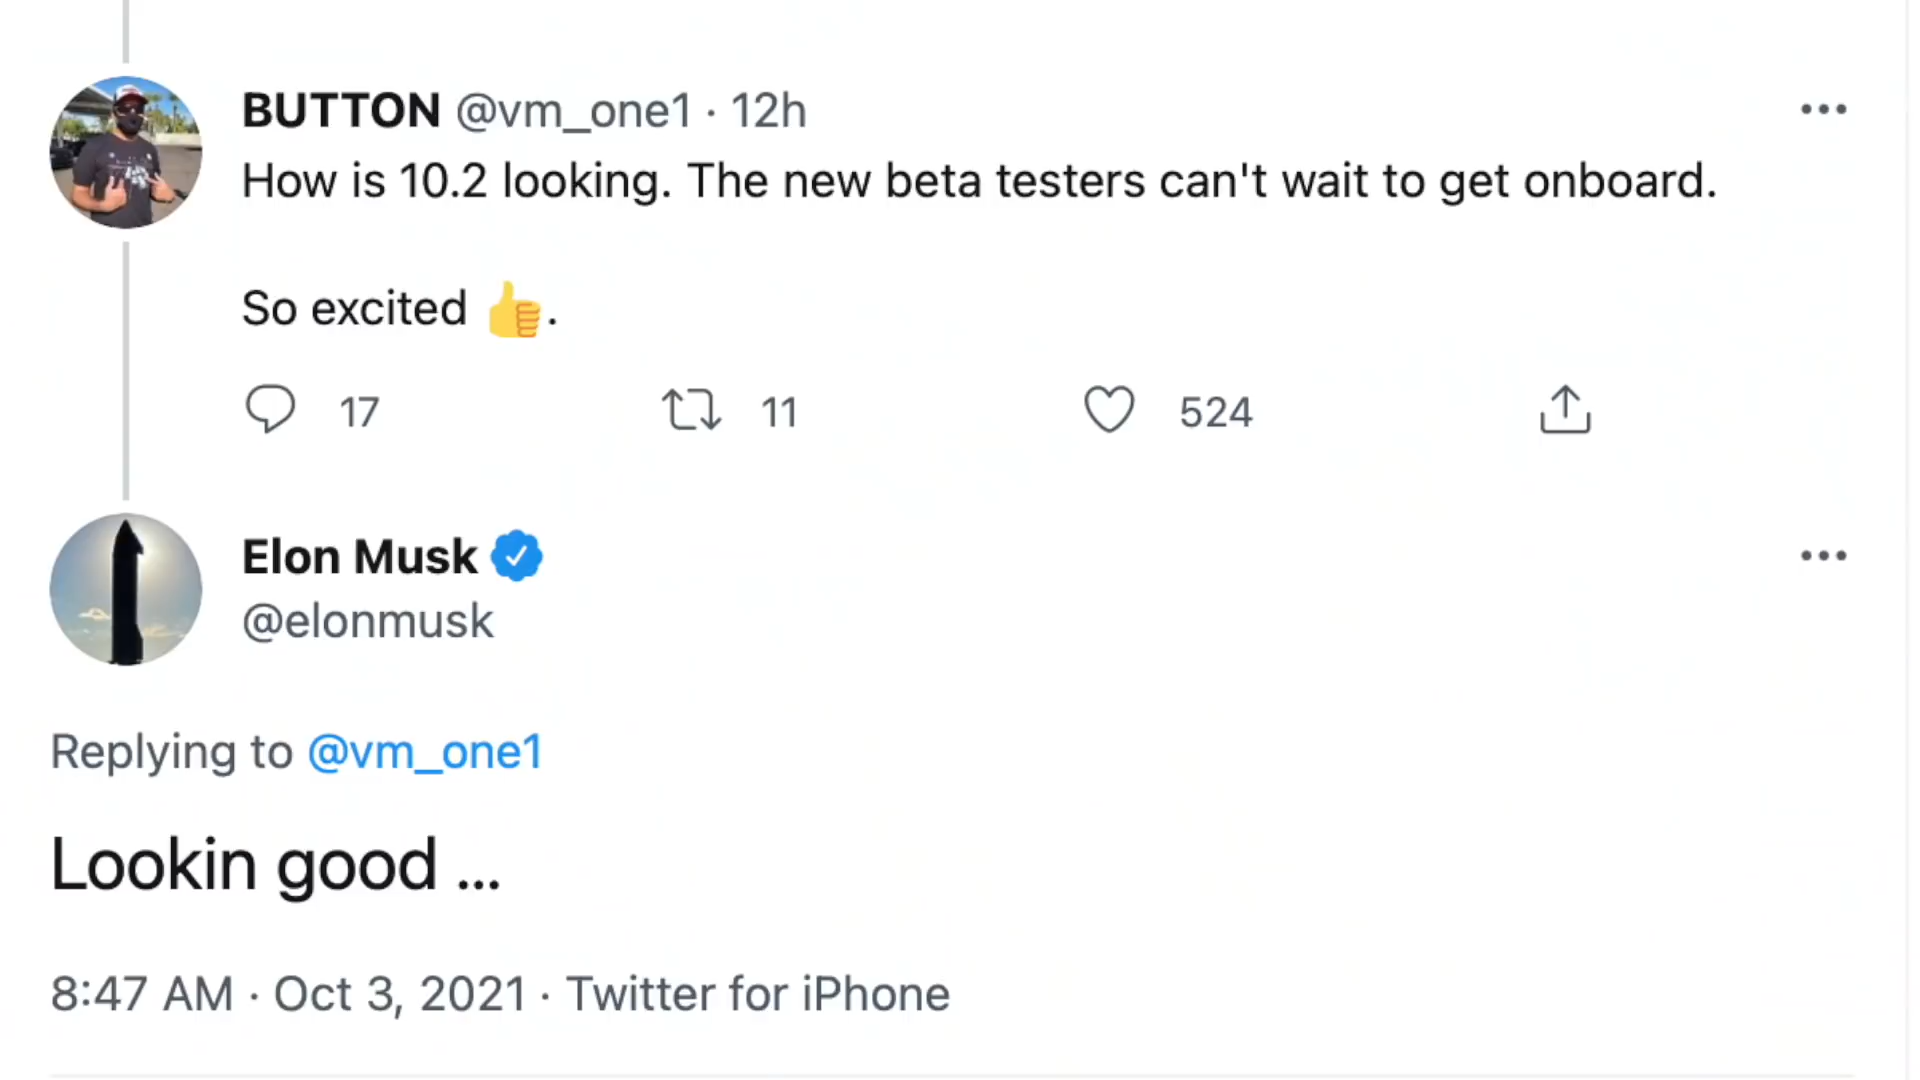 BUTTON @vm_one1 · 12h
How is 10.2 looking. The new beta testers can't wait to get onboard.
So excited 👍.
17 11 524
Elon Musk
@elonmusk
Replying to @vm_one1
Lookin good ...
8:47 AM · Oct 3, 2021 · Twitter for iPhone